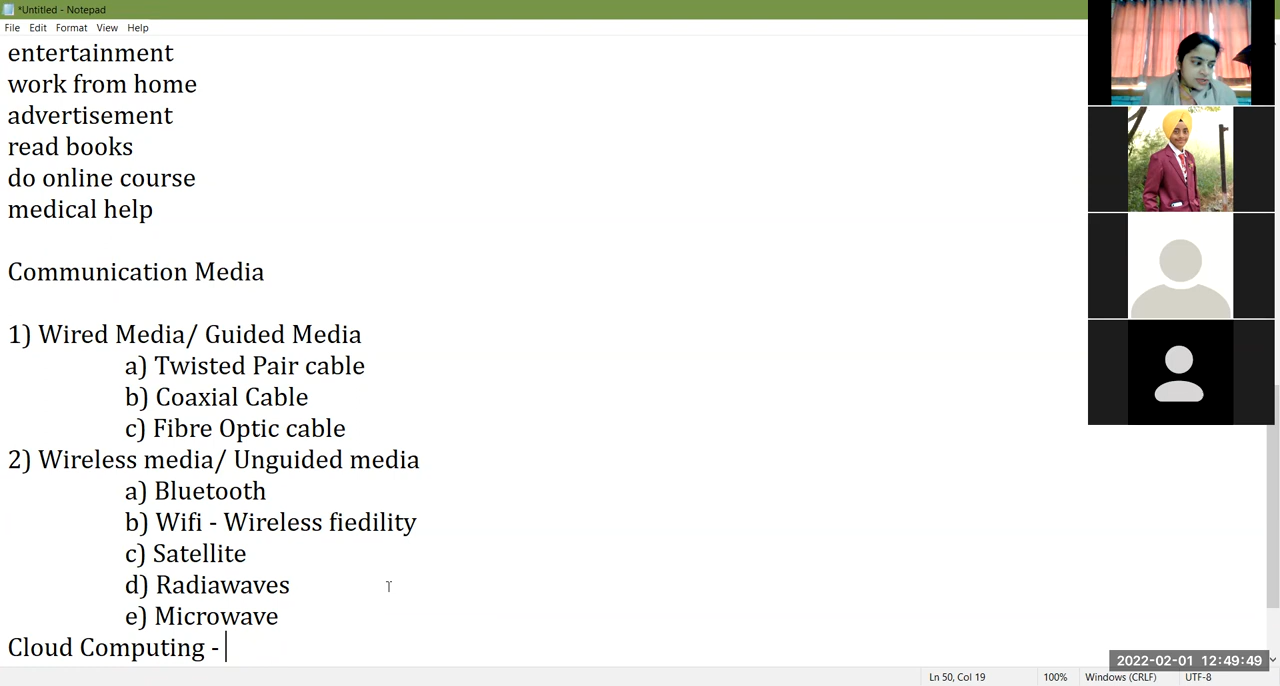 *Untitled - Notepad
File Edit Format View Help
entertainment
work from home
advertisement
read books
do online course
medical help
Communication Media
1) Wired Media/ Guided Media
a) Twisted Pair cable
b) Coaxial Cable
c) Fibre Optic cable
2) Wireless media/ Unguided media
a) Bluetooth
b) Wifi - Wireless fiedility
c) Satellite
d) Radiawaves
e) Microwave
Cloud Computing -
2022-02-01 12:49:49
Ln 50, Col 19 100% Windows (CRLF) UTF-8